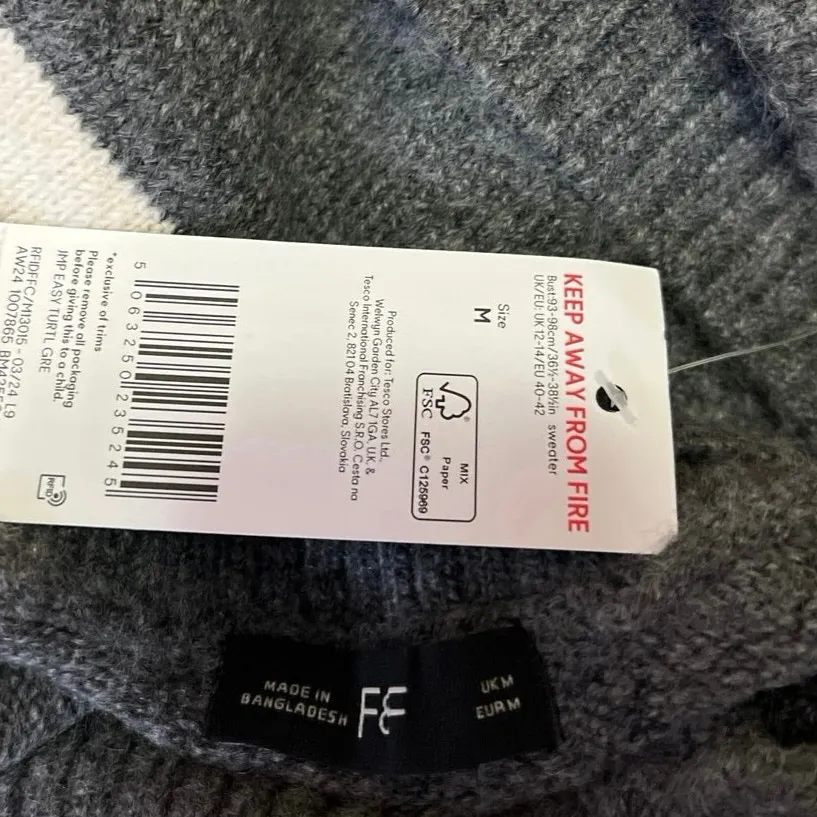 KEEP AWAY FROM FIRE
Bust:93-98cm/36½-38½in sweater
UK/EU: UK 12-14/EU 40-42
Size
M
MIX
Paper
FSC® C125969
FSC
Produced for: Tesco Stores Ltd.,
Welwyn Garden City AL7 1GA, U.K. &
Tesco International Franchising S.R.O. Cesta na
Senec 2, 821 04 Bratislava, Slovakia
5 063250 235245
*exclusive of trims
Please remove all packaging
before giving this to a child.
JMP EASY TURTL GRE
RFIDFFC/M13015 - 03/24 L9
AW24 T007865
RFID
MADE IN
BANGLADESH
F&F
UK M
EUR M